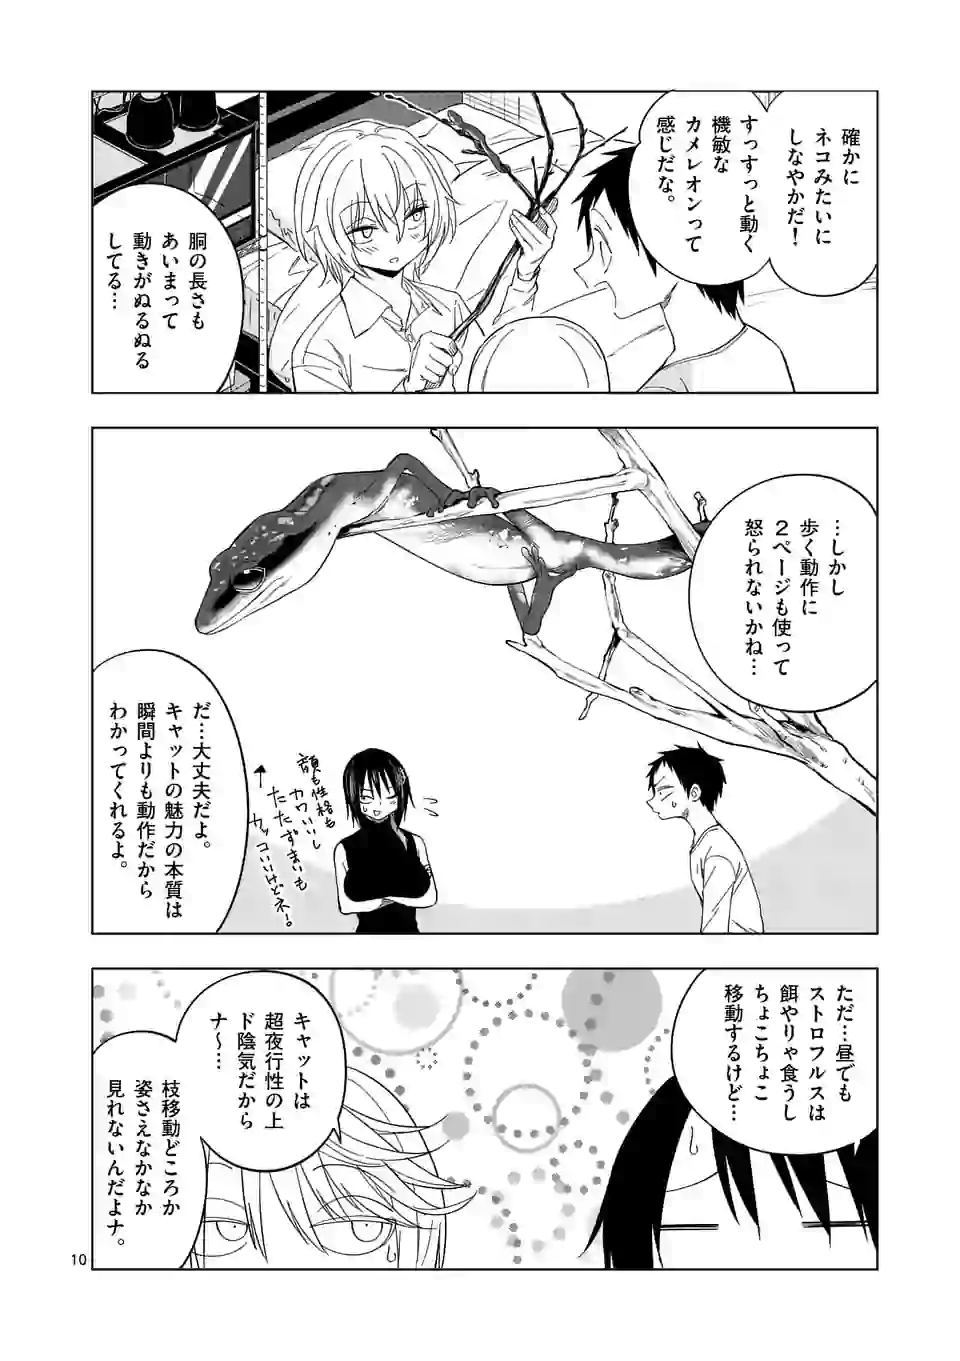 確かに
ネコみたいに
しなやかだ！
すっすっと動く
機敏な
カメレオンって
感じだな。
胴の長さも
あいまって
動きがぬるぬる
してる…
…しかし
歩く動作に
2ページも使って
怒られないかね…
だ…大丈夫だよ。
キャットの魅力の本質は
瞬間よりも動作だから
わかってくれるよ。
顔も性格も
カワいいし
たたずまいも
カッコいいけどネ！。
ただ…昼でも
ストロフルスは
餌やりゃ食うし
ちょこちょこ
移動するけど…
キャットは
超夜行性の上
ド陰気だから
ナ〜…
枝移動どころか
姿さえなかなか
見れないんだよナ。
10